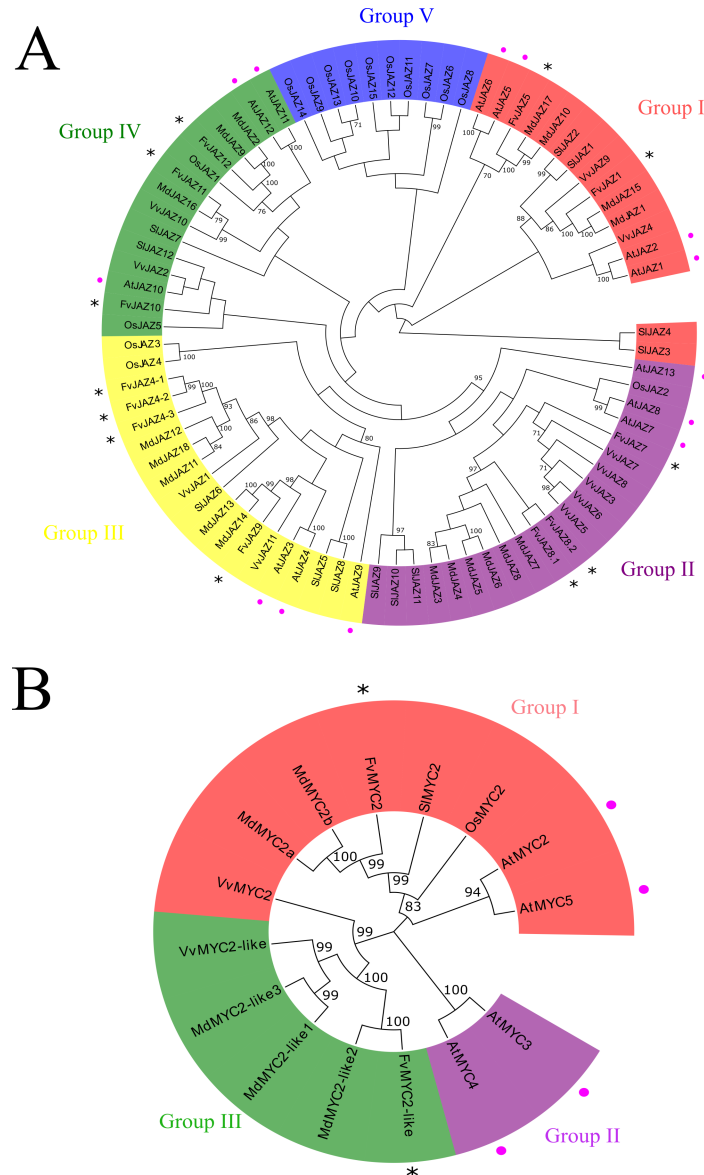 A
Group V
Group IV
Group I
Group III
Group II
OsJAZ14
OsJAZ9
OsJAZ13
OsJAZ10
OsJAZ15
OsJAZ12
OsJAZ11
OsJAZ7
OsJAZ6
OsJAZ8
AtJAZ6
AtJAZ5
FvJAZ5
MdJAZ17
MdJAZ10
SlJAZ2
SlJAZ1
VvJAZ9
FvJAZ1
MdJAZ15
MdJAZ1
VvJAZ4
AtJAZ2
AtJAZ1
SlJAZ4
SlJAZ3
AtJAZ13
OsJAZ2
AtJAZ8
AtJAZ7
FvJAZ7
VvJAZ7
VvJAZ8
VvJAZ3
VvJAZ6
VvJAZ5
FvJAZ8.2
FvJAZ8.1
MdJAZ7
MdJAZ8
MdJAZ6
MdJAZ5
MdJAZ4
MdJAZ3
SlJAZ11
SlJAZ10
SlJAZ9
AtJAZ9
SlJAZ8
SlJAZ5
AtJAZ4
AtJAZ3
VvJAZ11
FvJAZ9
MdJAZ14
MdJAZ13
SlJAZ6
VvJAZ1
MdJAZ11
MdJAZ18
MdJAZ12
FvJAZ4-3
FvJAZ4-2
FvJAZ4-1
OsJAZ4
OsJAZ3
OsJAZ5
FvJAZ10
AtJAZ10
VvJAZ2
SlJAZ12
SlJAZ7
VvJAZ10
MdJAZ16
FvJAZ11
OsJAZ1
FvJAZ12
MdJAZ9
MdJAZ2
AtJAZ12
AtJAZ11
71
99
100
70
100
100
99
88
86
100
100
100
95
99
71
71
98
97
100
83
97
80
100
100
98
99
100
98
86
93
100
99
100
84
100
79
99
76
100
100
100
B
Group I
Group III
Group II
VvMYC2
MdMYC2a
MdMYC2b
FvMYC2
SlMYC2
OsMYC2
AtMYC2
AtMYC5
AtMYC3
AtMYC4
FvMYC2-like
MdMYC2-like2
MdMYC2-like1
MdMYC2-like3
VvMYC2-like
100
99
99
83
94
99
99
99
100
100
100